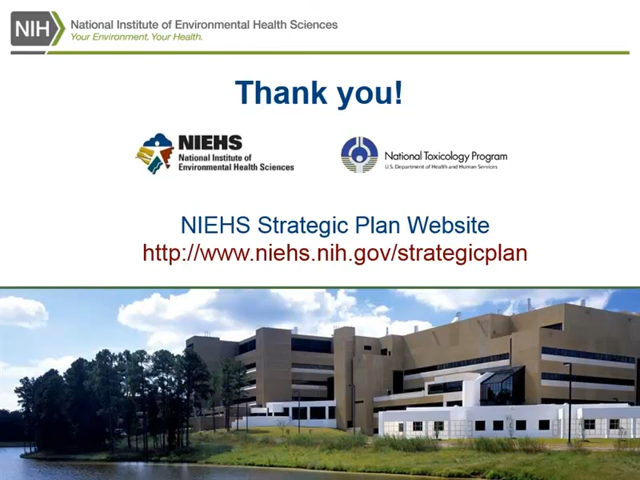 NIH
National Institute of Environmental Health Sciences
Your Environment. Your Health.
Thank you!
NIEHS
National Institute of
Environmental Health Sciences
National Toxicology Program
U.S. Department of Health and Human Services
NIEHS Strategic Plan Website
http://www.niehs.nih.gov/strategicplan